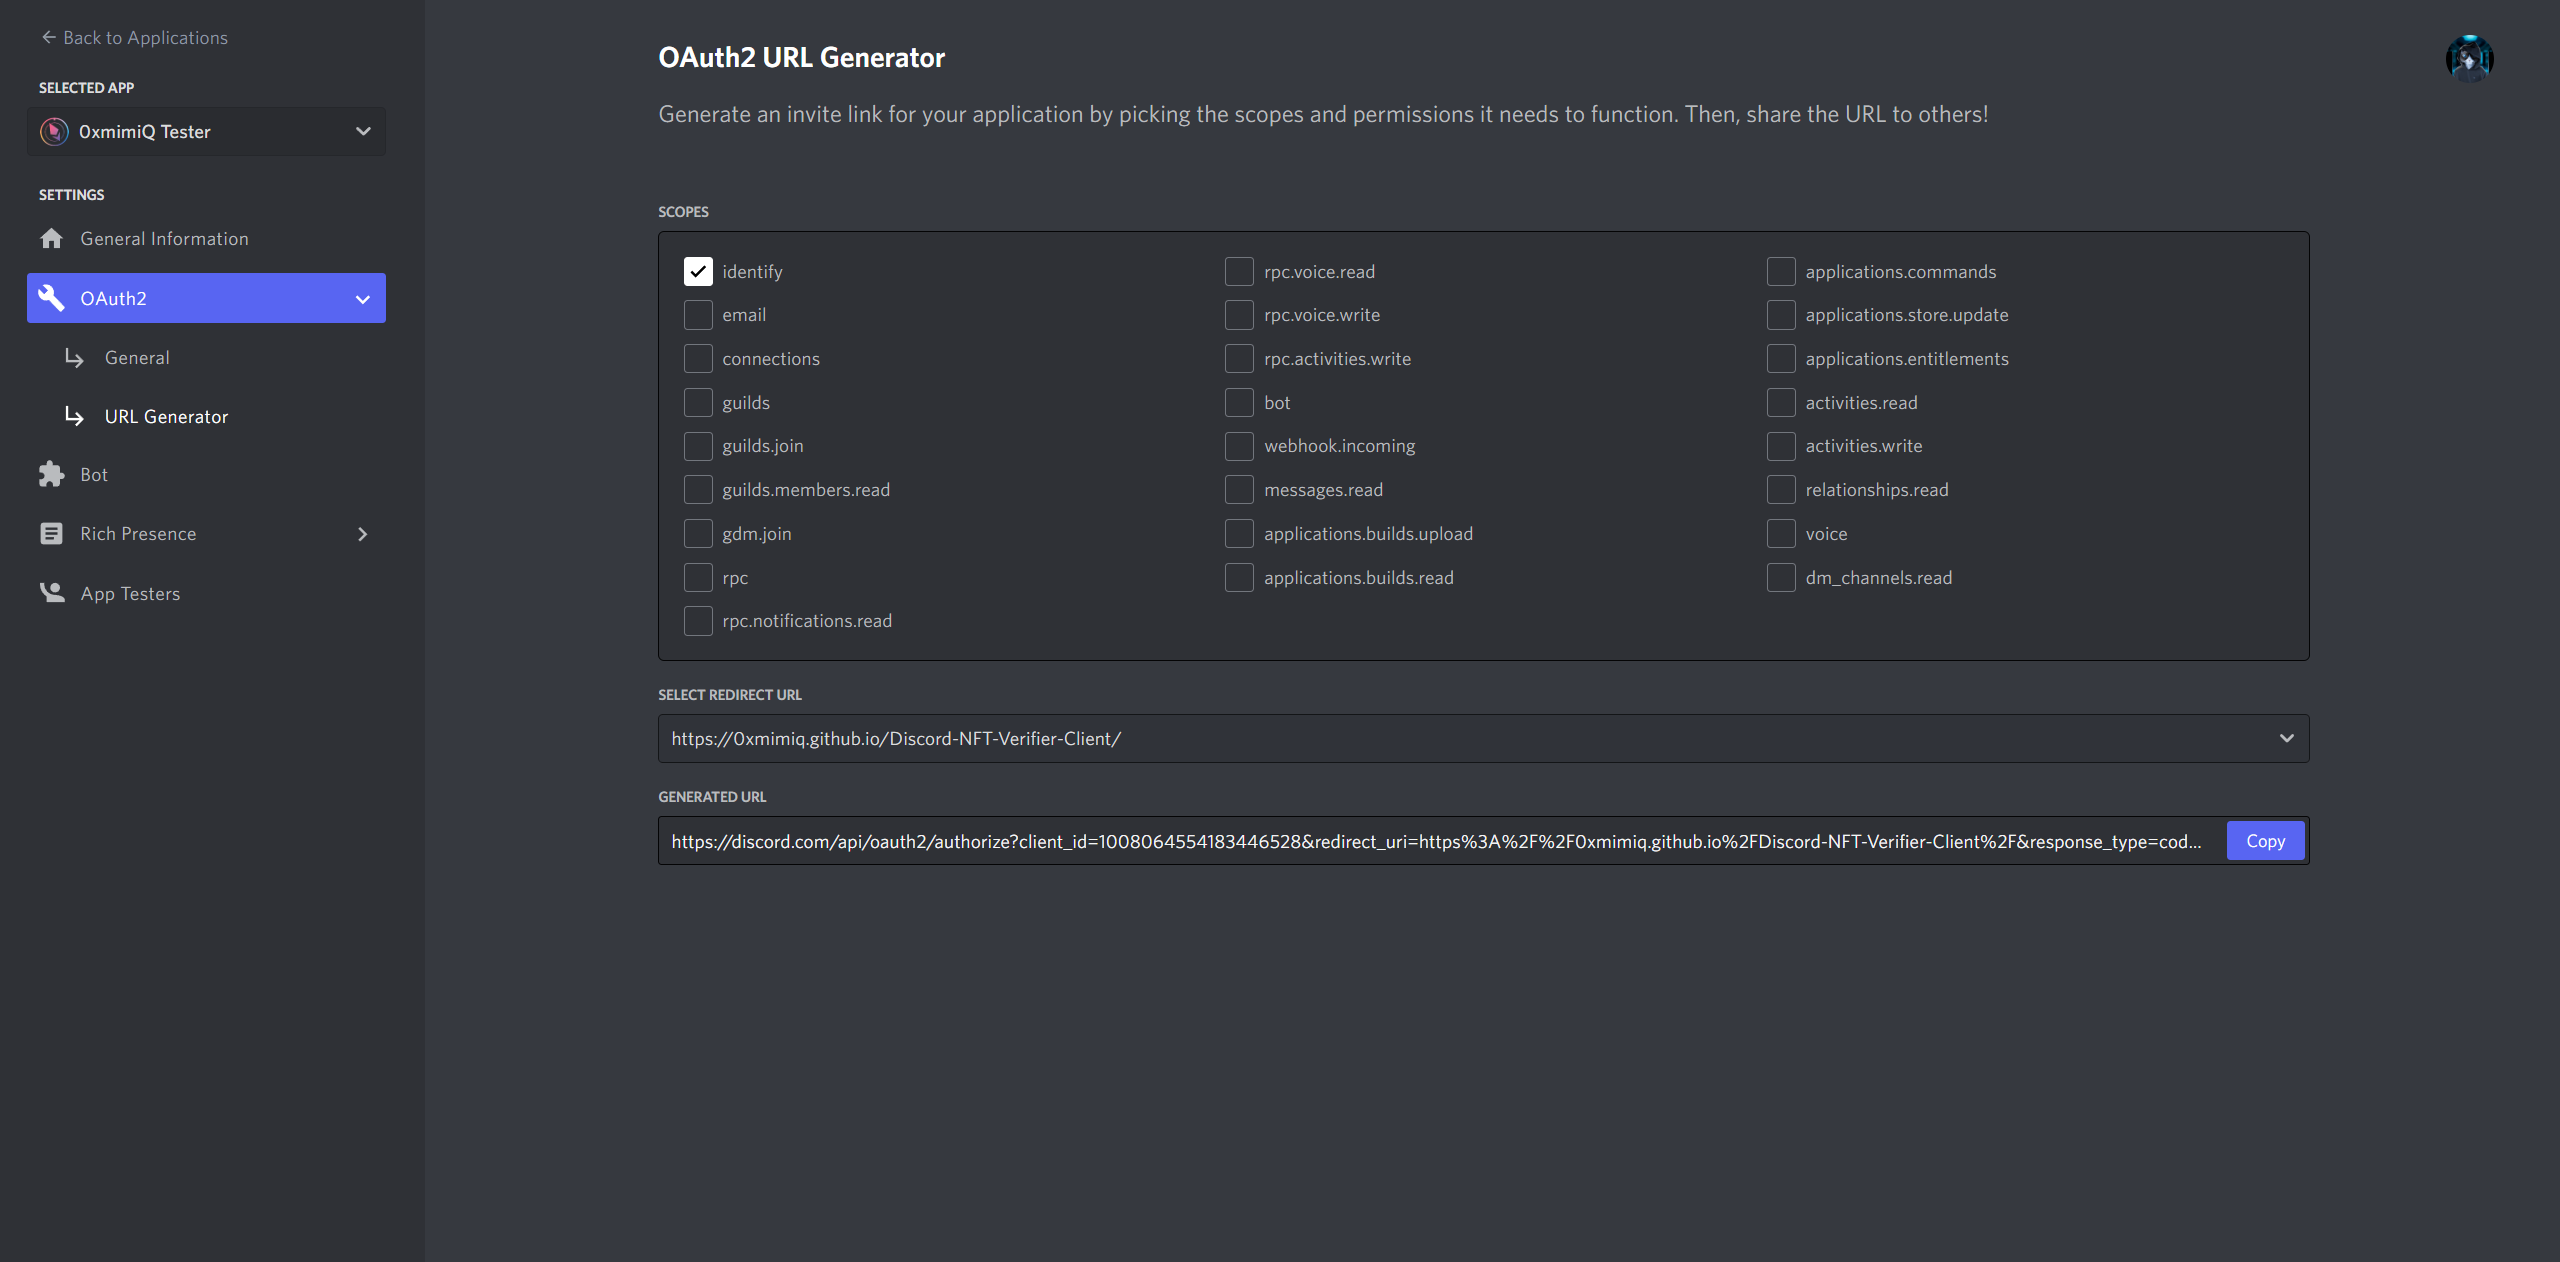 Back to Applications
SELECTED APP
0xmimiQ Tester
SETTINGS
General Information
OAuth2
General
URL Generator
Bot
Rich Presence
App Testers
OAuth2 URL Generator
Generate an invite link for your application by picking the scopes and permissions it needs to function. Then, share the URL to others!
SCOPES
identify
email
connections
guilds
guilds.join
guilds.members.read
gdm.join
rpc
rpc.notifications.read
rpc.voice.read
rpc.voice.write
rpc.activities.write
bot
webhook.incoming
messages.read
applications.builds.upload
applications.builds.read
applications.commands
applications.store.update
applications.entitlements
activities.read
activities.write
relationships.read
voice
dm_channels.read
SELECT REDIRECT URL
https://0xmimiq.github.io/Discord-NFT-Verifier-Client/
GENERATED URL
https://discord.com/api/oauth2/authorize?client_id=1008064554183446528&redirect_uri=https%3A%2F%2F0xmimiq.github.io%2FDiscord-NFT-Verifier-Client%2F&response_type=cod...
Copy